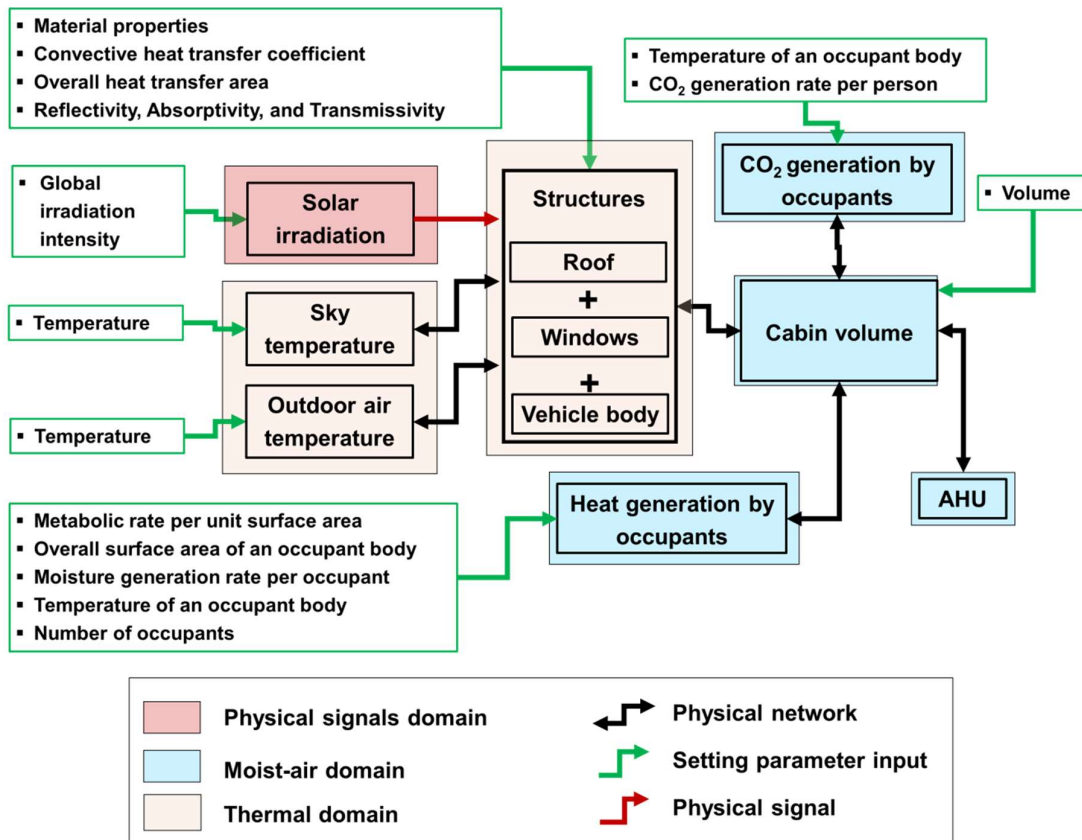 ▪ Material properties
▪ Convective heat transfer coefficient
▪ Overall heat transfer area
▪ Reflectivity, Absorptivity, and Transmissivity
▪ Temperature of an occupant body
▪ CO₂ generation rate per person
▪ Global
irradiation
intensity
Solar
irradiation
Structures
Roof
+
Windows
+
Vehicle body
CO₂ generation by
occupants
▪ Volume
▪ Temperature
Sky
temperature
Cabin volume
▪ Temperature
Outdoor air
temperature
AHU
Heat generation by
occupants
▪ Metabolic rate per unit surface area
▪ Overall surface area of an occupant body
▪ Moisture generation rate per occupant
▪ Temperature of an occupant body
▪ Number of occupants
Physical signals domain
Moist-air domain
Thermal domain
Physical network
Setting parameter input
Physical signal